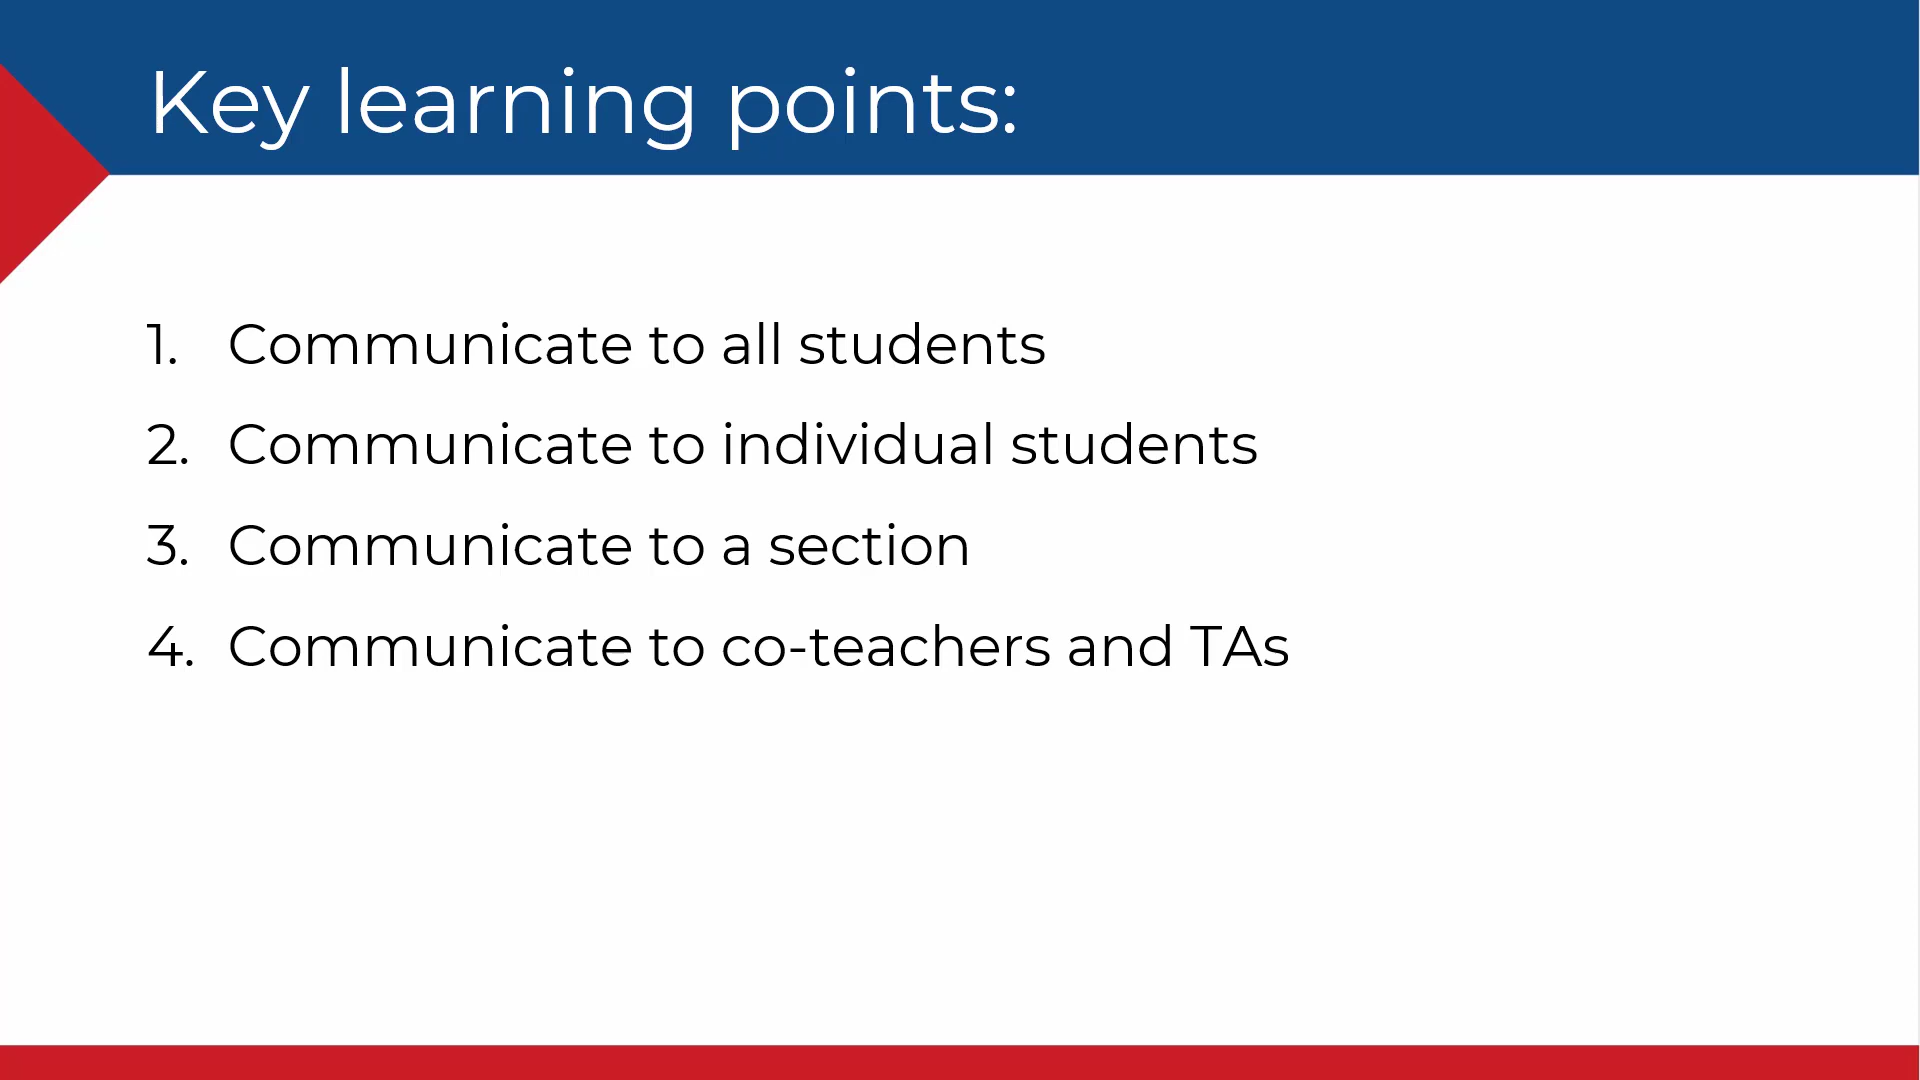 Key learning points:
1. Communicate to all students
2. Communicate to individual students
3. Communicate to a section
4. Communicate to co-teachers and TAs